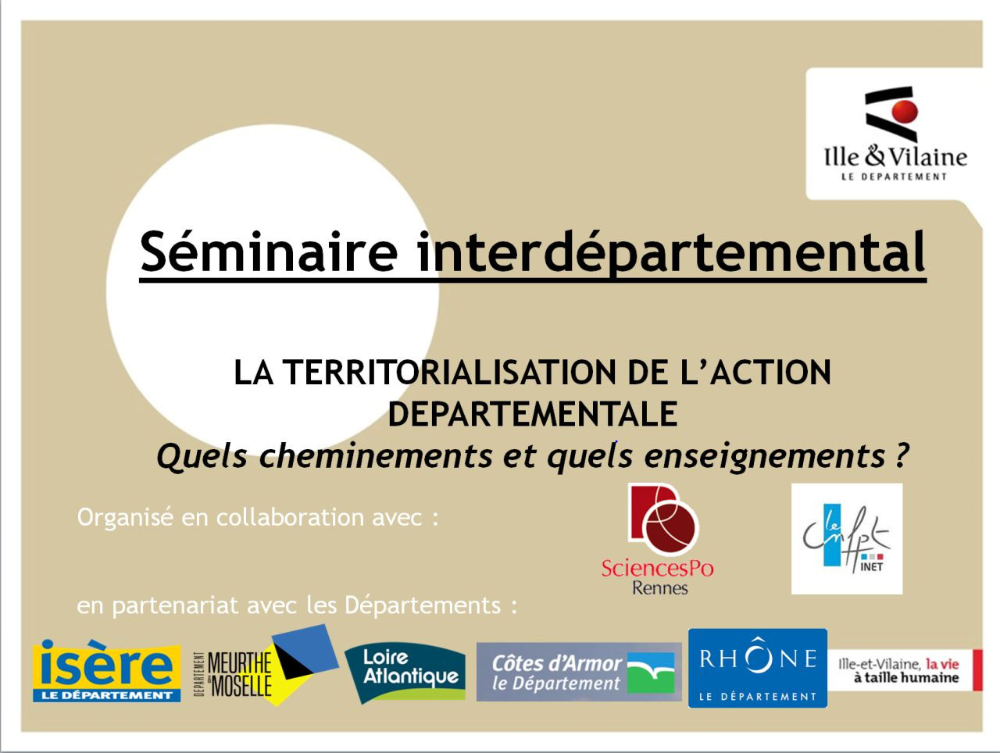 Ille & Vilaine
LE DEPARTEMENT
Séminaire interdépartemental
LA TERRITORIALISATION DE L’ACTION
DEPARTEMENTALE
Quels cheminements et quels enseignements ?
Organisé en collaboration avec :
SciencesPo
Rennes
le cnfpt
INET
en partenariat avec les Départements :
isère
LE DÉPARTEMENT
DÉPARTEMENT
MEURTHE
& MOSELLE
Loire
Atlantique
Côtes d'Armor
le Département
RHÔNE
LE DÉPARTEMENT
Ille-et-Vilaine, la vie
à taille humaine